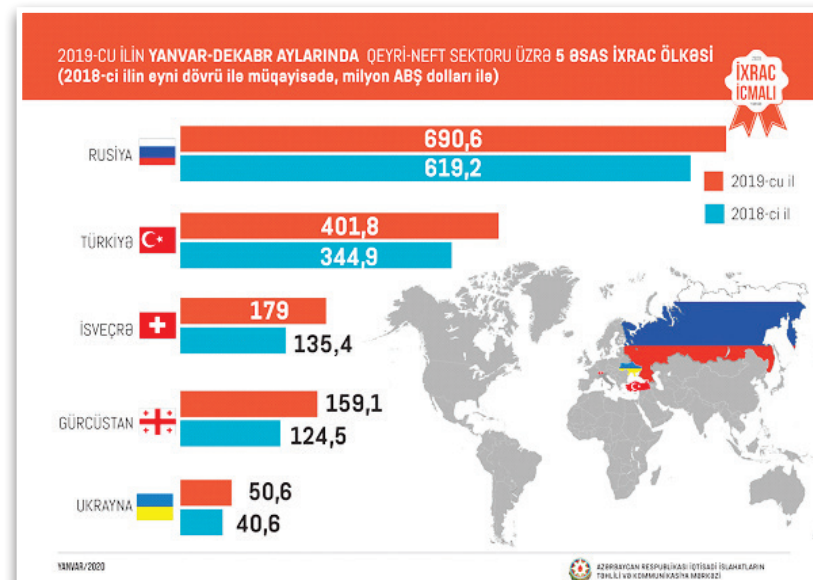 2019-CU İLİN YANVAR-DEKABR AYLARINDA QEYRİ-NEFT SEKTORU ÜZRƏ 5 ƏSAS İXRAC ÖLKƏSİ
(2018-ci ilin eyni dövrü ilə müqayisədə, milyon ABŞ dolları ilə)
İXRAC
İCMALI
RUSİYA
690,6
619,2
2019-cu il
2018-ci il
TÜRKİYƏ
401,8
344,9
İSVEÇRƏ
179
135,4
GÜRCÜSTAN
159,1
124,5
UKRAYNA
50,6
40,6
YANVAR/2020
AZƏRBAYCAN RESPUBLİKASI İQTİSADİ İSLAHATLARIN
TƏHLİLİ VƏ KOMMUNİKASİYA MƏRKƏZİ